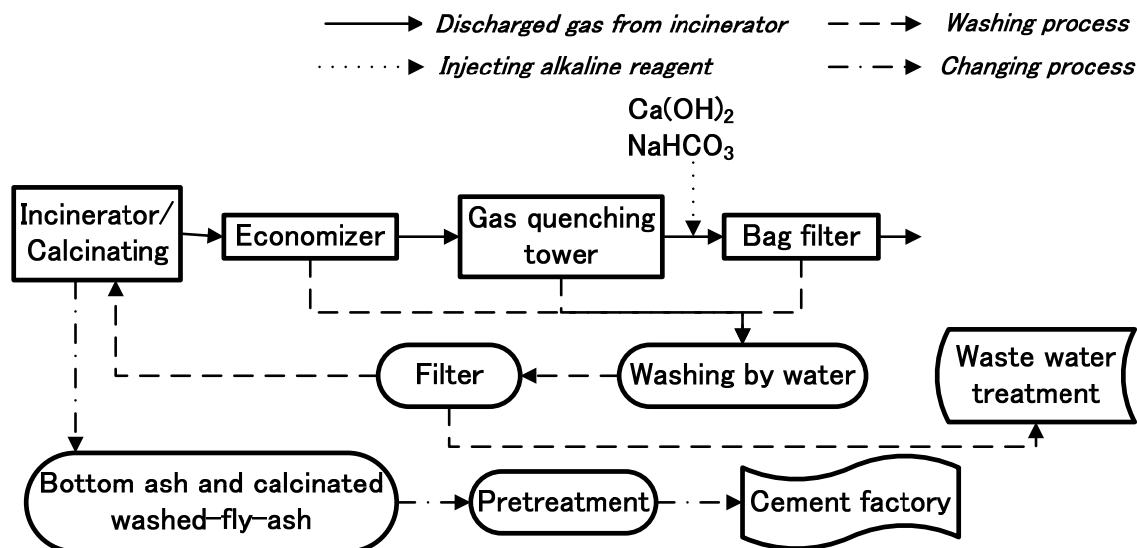 Discharged gas from incinerator
Washing process
Injecting alkaline reagent
Changing process
Ca(OH)₂
NaHCO₃
Incinerator/
Calcinating
Economizer
Gas quenching
tower
Bag filter
Filter
Washing by water
Waste water
treatment
Bottom ash and calcinated
washed-fly-ash
Pretreatment
Cement factory